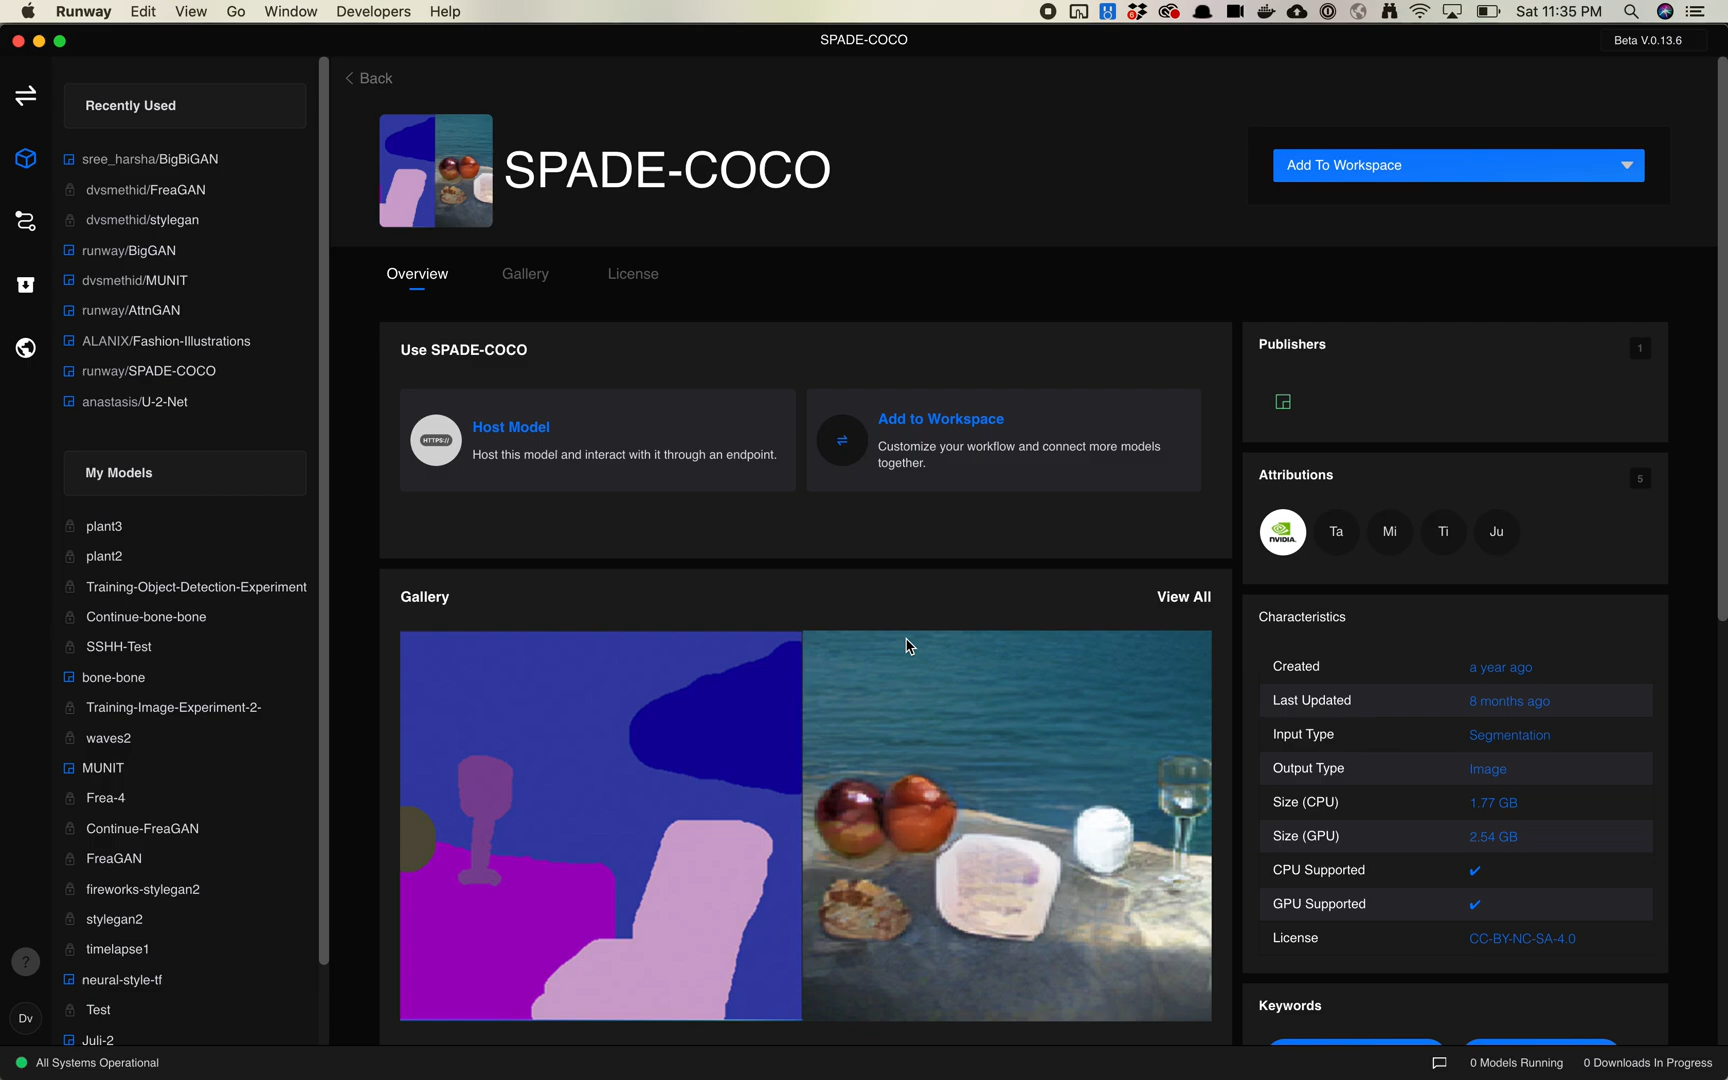 Runway Edit View Go Window Developers Help
6
Sat 11:35 PM
SPADE-COCO
Beta V.0.13.6
Recently Used
sree_harsha/BigBiGAN
dvsmethid/FreaGAN
dvsmethid/stylegan
runway/BigGAN
dvsmethid/MUNIT
runway/AttnGAN
ALANIX/Fashion-Illustrations
runway/SPADE-COCO
anastasis/U-2-Net
My Models
plant3
plant2
Training-Object-Detection-Experiment
Continue-bone-bone
SSHH-Test
bone-bone
Training-Image-Experiment-2-
waves2
MUNIT
Frea-4
Continue-FreaGAN
FreaGAN
fireworks-stylegan2
stylegan2
timelapse1
neural-style-tf
Test
Juli-2
?
Dv
Back
SPADE-COCO
Add To Workspace
Overview Gallery License
Use SPADE-COCO
HTTPS://
Host Model
Host this model and interact with it through an endpoint.
Add to Workspace
Customize your workflow and connect more models
together.
Gallery
View All
Publishers
1
Attributions
5
NVIDIA.
Ta Mi Ti Ju
Characteristics
Created a year ago
Last Updated 8 months ago
Input Type Segmentation
Output Type Image
Size (CPU) 1.77 GB
Size (GPU) 2.54 GB
CPU Supported ✔
GPU Supported ✔
License CC-BY-NC-SA-4.0
Keywords
All Systems Operational
0 Models Running
0 Downloads In Progress